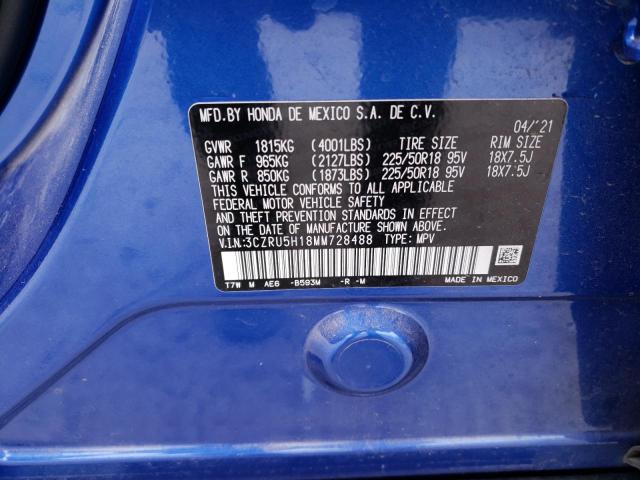 MFD.BY HONDA DE MEXICO S.A. DE C.V.
04/'21
GVWR 1815KG (4001LBS) TIRE SIZE RIM SIZE
GAWR F 965KG (2127LBS) 225/50R18 95V 18X7.5J
GAWR R 850KG (1873LBS) 225/50R18 95V 18X7.5J
THIS VEHICLE CONFORMS TO ALL APPLICABLE
FEDERAL MOTOR VEHICLE SAFETY
AND THEFT PREVENTION STANDARDS IN EFFECT
ON THE DATE OF MANUFACTURE SHOWN ABOVE.
V.I.N:3CZRU5H18MM728488 TYPE: MPV
T7W M AE6 -B593M -R -M MADE IN MEXICO